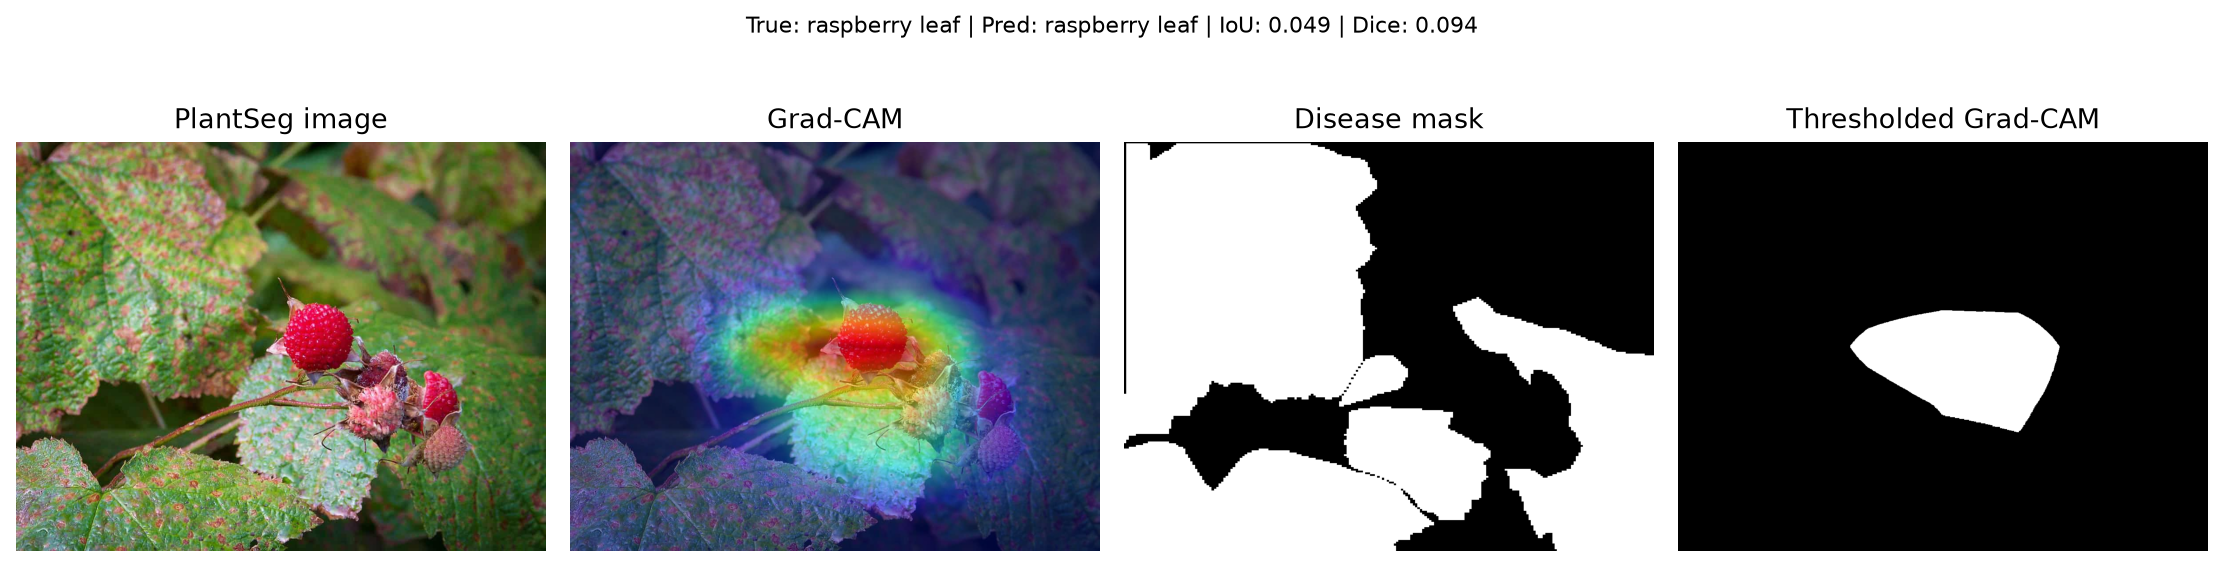 True: raspberry leaf | Pred: raspberry leaf | IoU: 0.049 | Dice: 0.094
PlantSeg image
Grad-CAM
Disease mask
Thresholded Grad-CAM